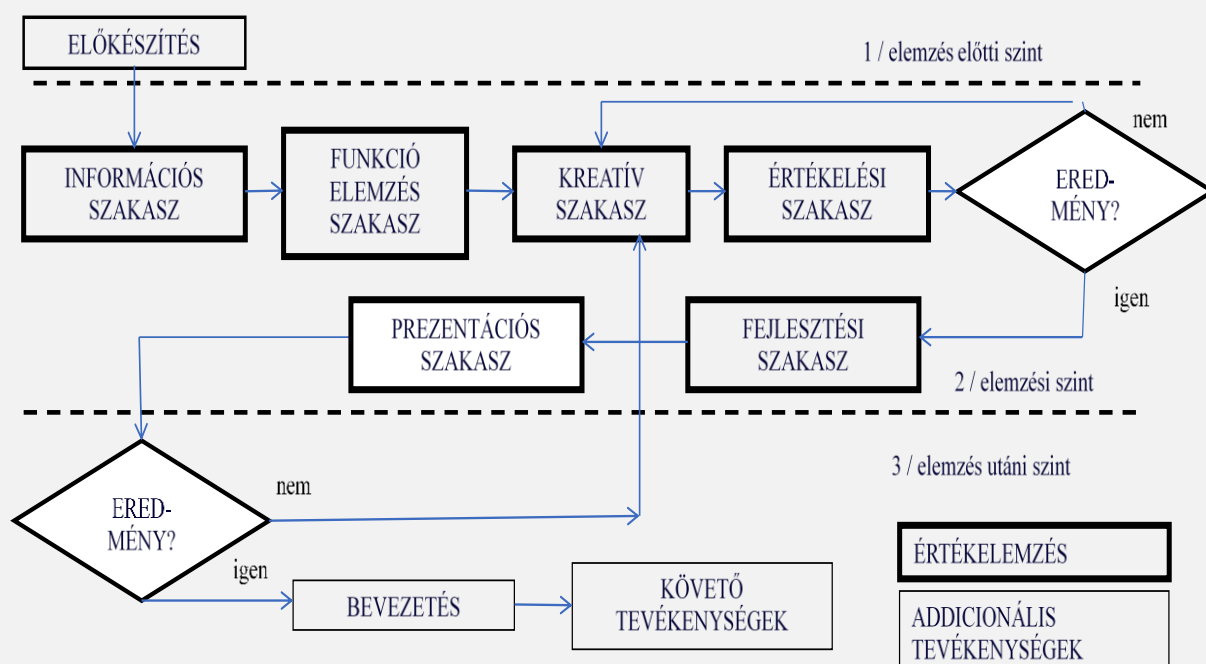 ELŐKÉSZÍTÉS
1 / elemzés előtti szint
INFORMÁCIÓS
SZAKASZ
FUNKCIÓ
ELEMZÉS
SZAKASZ
KREATÍV
SZAKASZ
ÉRTÉKELÉSI
SZAKASZ
nem
ERED-
MÉNY?
igen
PREZENTÁCIÓS
SZAKASZ
FEJLESZTÉSI
SZAKASZ
2 / elemzési szint
3 / elemzés utáni szint
ERED-
MÉNY?
nem
igen
BEVEZETÉS
KÖVETŐ
TEVÉKENYSÉGEK
ÉRTÉKELEMZÉS
ADDICIONÁLIS
TEVÉKENYSÉGEK